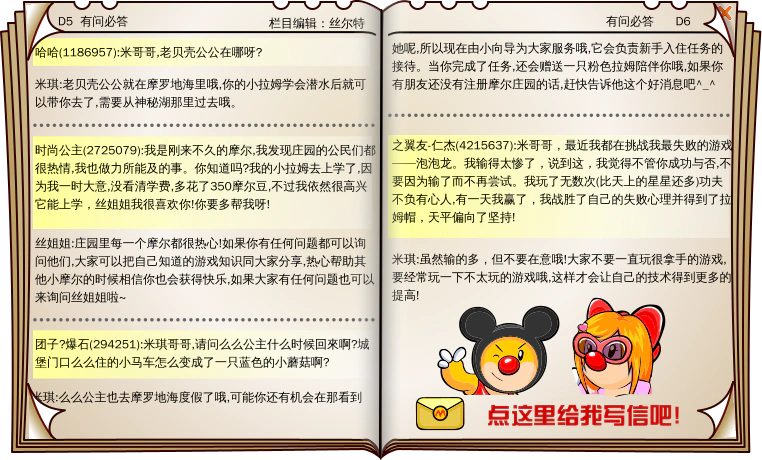 D5 有问必答
栏目编辑：丝尔特
哈哈(1186957):米哥哥,老贝壳公公在哪呀?
米琪:老贝壳公公就在摩罗地海里哦,你的小拉姆学会潜水后就可
以带你去了,需要从神秘湖那里过去哦。
时尚公主(2725079):我是刚来不久的摩尔,我发现庄园的公民们都
很热情,我也做力所能及的事。你知道吗?我的小拉姆去上学了,因
为我一时大意,没看清学费,多花了350摩尔豆,不过我依然很高兴
它能上学，丝姐姐我很喜欢你!你要多帮我呀!
丝姐姐:庄园里每一个摩尔都很热心!如果你有任何问题都可以询
问他们,大家可以把自己知道的游戏知识同大家分享,热心帮助其
他小摩尔的时候相信你也会获得快乐,如果大家有任何问题也可以
来询问丝姐姐啦~
团子?爆石(294251):米琪哥哥,请问么么公主什么时候回來啊?城
堡门口么么住的小马车怎么变成了一只蓝色的小蘑菇啊?
米琪:么么公主也去摩罗地海度假了哦,可能你还有机会在那看到
有问必答 D6
她呢,所以现在由小向导为大家服务哦,它会负责新手入住任务的
接待。当你完成了任务,还会赠送一只粉色拉姆陪伴你哦,如果你
有朋友还没有注册摩尔庄园的话,赶快告诉他这个好消息吧^_^
之翼友·仁杰(4215637):米哥哥，最近我都在挑战我最失败的游戏
——泡泡龙。我输得太惨了，说到这，我觉得不管你成功与否,不
要因为输了而不再尝试。我玩了无数次(比天上的星星还多)功夫
不负有心人,有一天我赢了，我战胜了自己的失败心理并得到了拉
姆帽，天平偏向了坚持!
米琪:虽然输的多，但不要在意哦!大家不要一直玩很拿手的游戏,
要经常玩一下不太玩的游戏哦,这样才会让自己的技术得到更多的
提高!
点这里给我写信吧!